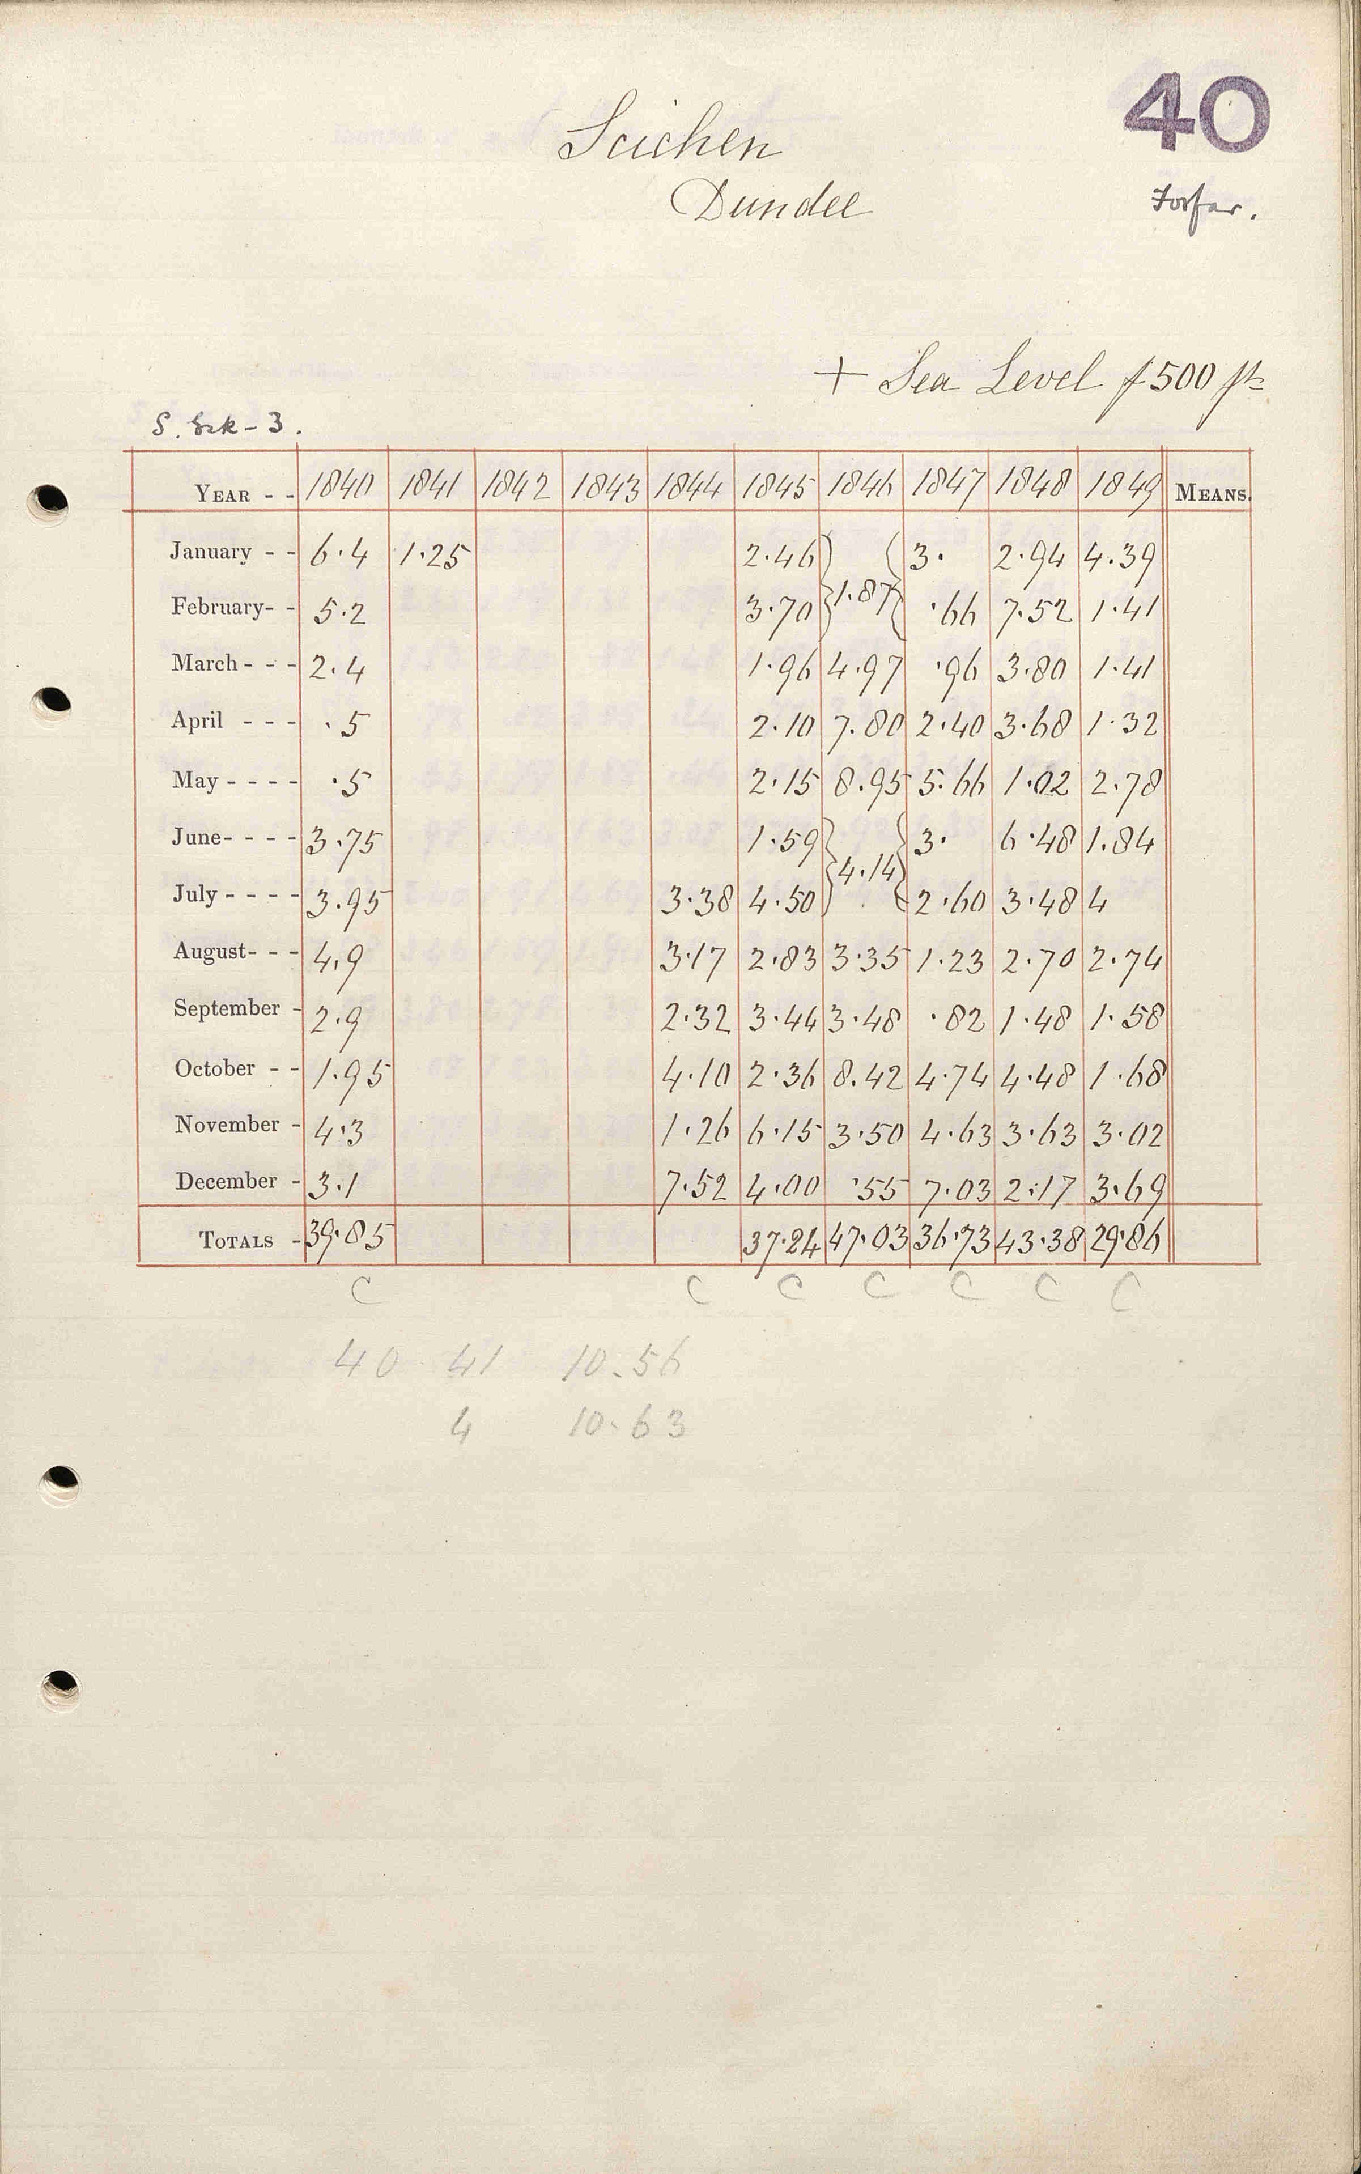 40
Forfar.
Dundee
+ Sea Level f 500 ft
YEAR 1840 1841 1842 1843 1844 1845 1846 1847 1848 1849 MEANS.
January 6.4 1.25 2.46 } { 3. 2.94 4.39
February 5.2 3.70 } 1.87 { .66 7.52 1.41
March 2.4 1.96 4.97 .96 3.80 1.41
April .5 2.10 7.80 2.40 3.68 1.32
May .5 2.15 8.95 5.66 1.02 2.78
June 3.75 1.59 } { 3. 6.48 1.84
July 3.95 3.38 4.50 } 4.14 { 2.60 3.48 4
August 4.9 3.17 2.83 3.35 1.23 2.70 2.74
September 2.9 2.32 3.44 3.48 .82 1.48 1.58
October 1.95 4.10 2.36 8.42 4.74 4.48 1.68
November 4.3 1.26 6.15 3.50 4.63 3.63 3.02
December 3.1 7.52 4.00 .55 7.03 2.17 3.69
TOTALS 39.85 37.24 47.03 36.73 43.38 29.86
C C C C C C C
40 41 10.56
4 10.63